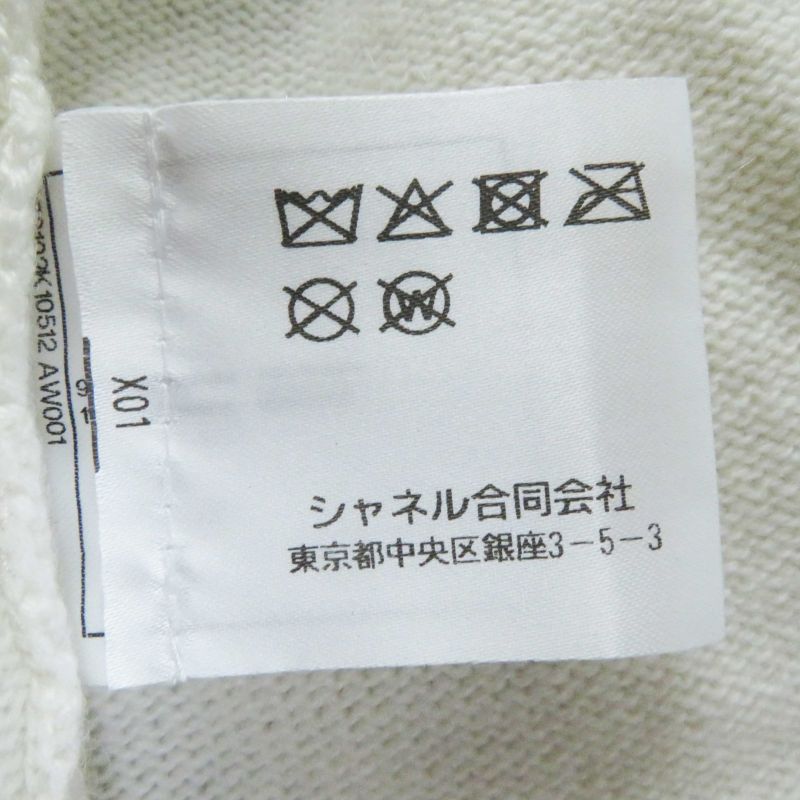 シャネル合同会社
東京都中央区銀座3-5-3
X01
K10512 AW001
W